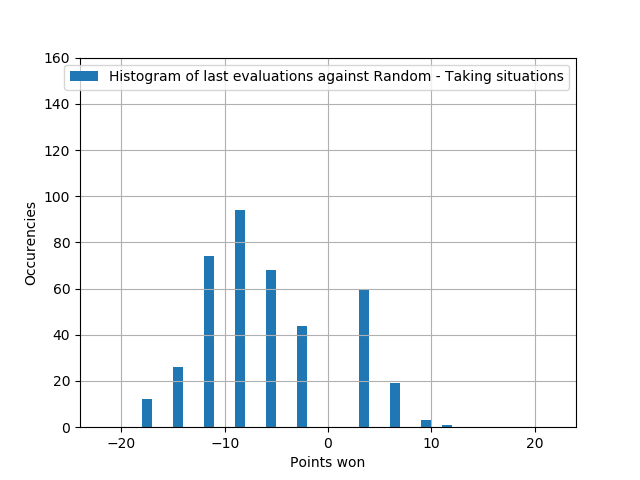 Histogram of last evaluations against Random - Taking situations
160
140
120
100
80
60
40
20
0
Occurencies
−20 −10 0 10 20
Points won